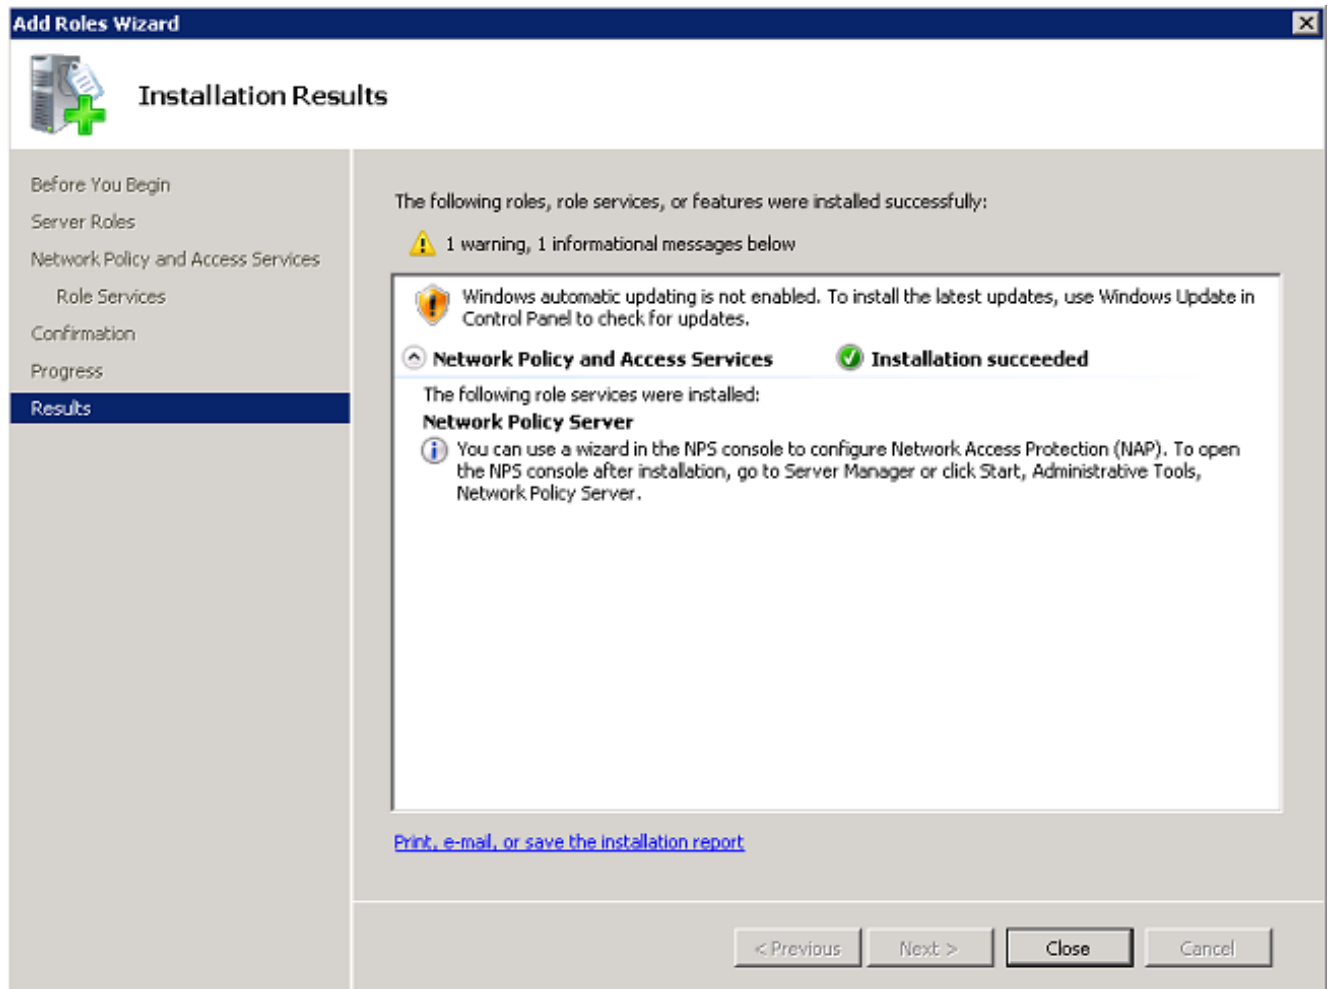 Add Roles Wizard
Installation Results
Before You Begin
Server Roles
Network Policy and Access Services
Role Services
Confirmation
Progress
Results
The following roles, role services, or features were installed successfully:
1 warning, 1 informational messages below
Windows automatic updating is not enabled. To install the latest updates, use Windows Update in
Control Panel to check for updates.
Network Policy and Access Services Installation succeeded
The following role services were installed:
Network Policy Server
You can use a wizard in the NPS console to configure Network Access Protection (NAP). To open
the NPS console after installation, go to Server Manager or click Start, Administrative Tools,
Network Policy Server.
Print, e-mail, or save the installation report
< Previous Next > Close Cancel